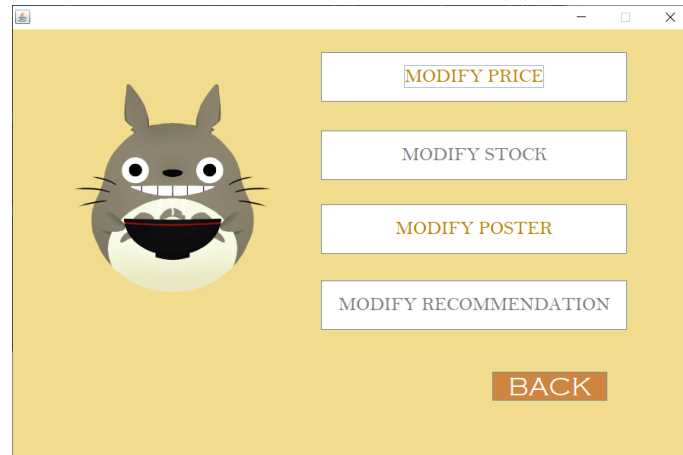 MODIFY PRICE
MODIFY STOCK
MODIFY POSTER
MODIFY RECOMMENDATION
BACK